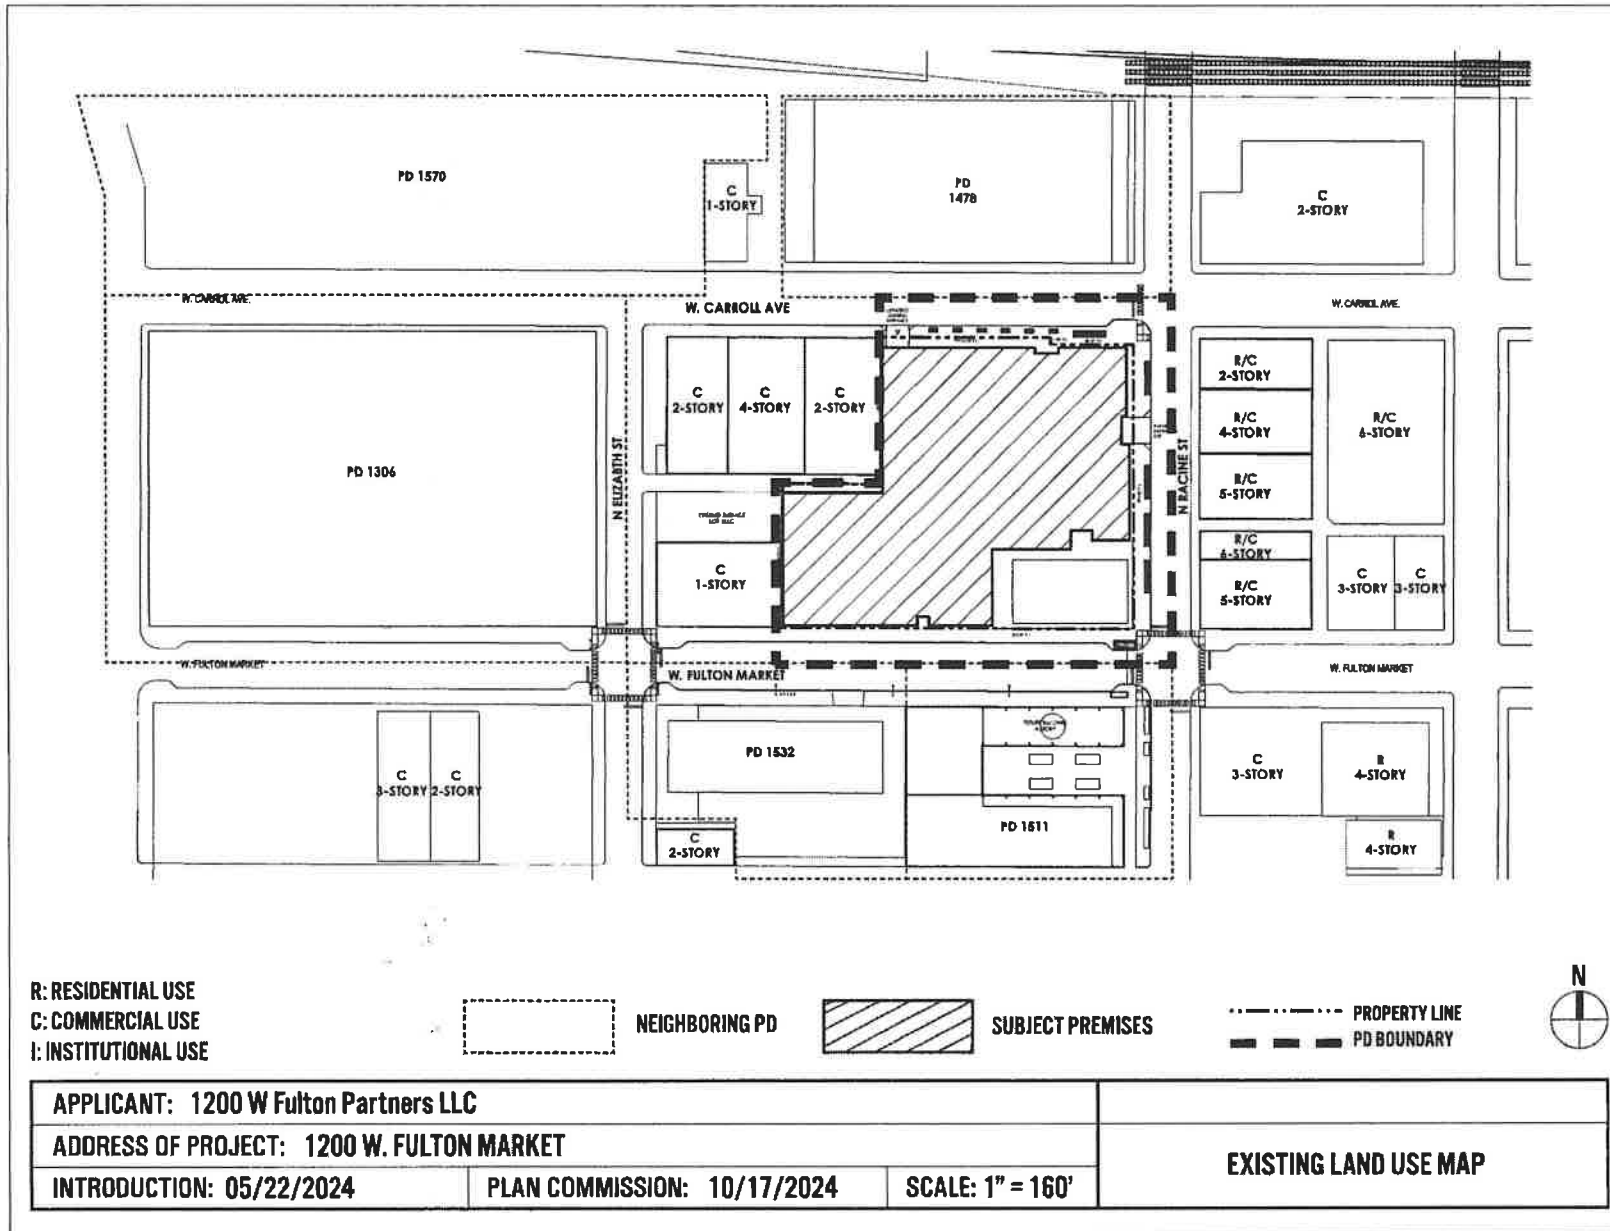 PD 1570
C
1-STORY
PD
1478
C
2-STORY
W. CARROLL AVE.
W. CARROLL AVE
W. CARROLL AVE.
C
2-STORY
C
4-STORY
C
2-STORY
R/C
2-STORY
R/C
4-STORY
R/C
6-STORY
PD 1306
N ELIZABTH ST
N RACINE ST
R/C
5-STORY
R/C
6-STORY
C
1-STORY
R/C
5-STORY
C
3-STORY
C
3-STORY
W. FULTON MARKET
W. FULTON MARKET
W. FULTON MARKET
C
3-STORY
C
2-STORY
PD 1532
C
3-STORY
R
4-STORY
PD 1511
C
2-STORY
R
4-STORY
R: RESIDENTIAL USE
C: COMMERCIAL USE
I: INSTITUTIONAL USE
NEIGHBORING PD
SUBJECT PREMISES
PROPERTY LINE
PD BOUNDARY
N
APPLICANT: 1200 W Fulton Partners LLC
ADDRESS OF PROJECT: 1200 W. FULTON MARKET
INTRODUCTION: 05/22/2024
PLAN COMMISSION: 10/17/2024
SCALE: 1" = 160'
EXISTING LAND USE MAP